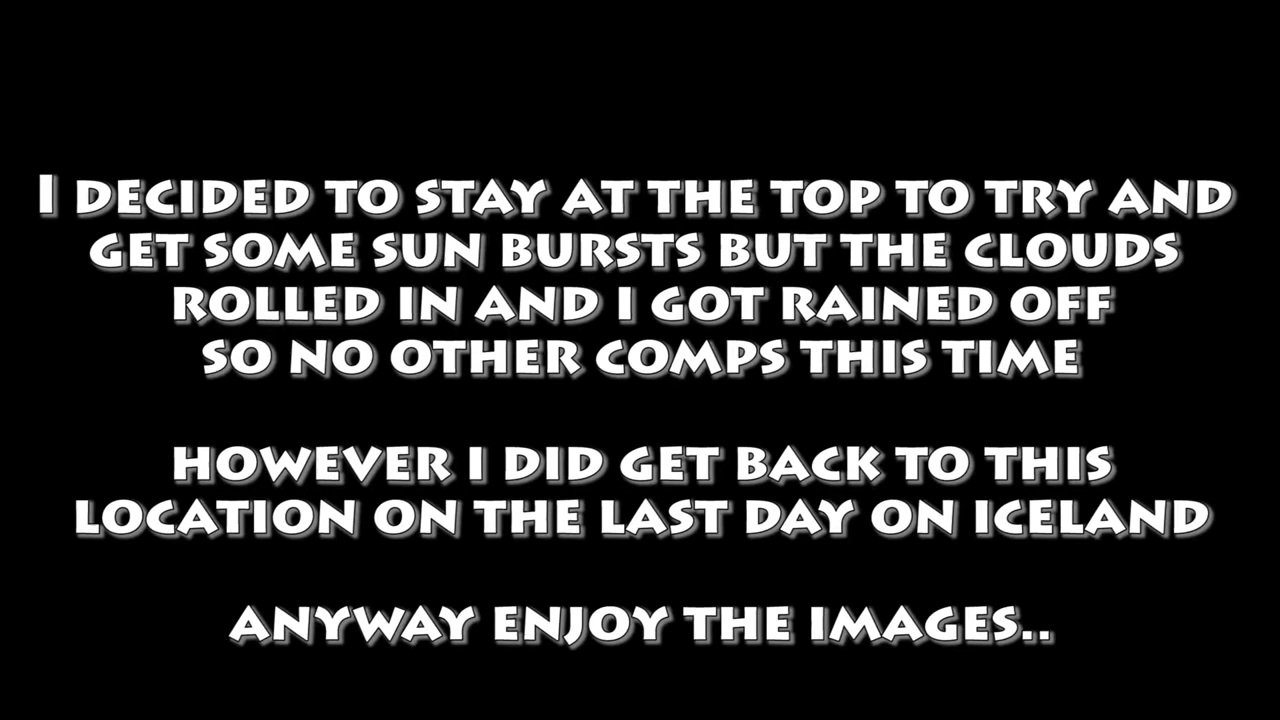 I DECIDED TO STAY AT THE TOP TO TRY AND
GET SOME SUN BURSTS BUT THE CLOUDS
ROLLED IN AND I GOT RAINED OFF
SO NO OTHER COMPS THIS TIME
HOWEVER I DID GET BACK TO THIS
LOCATION ON THE LAST DAY ON ICELAND
ANYWAY ENJOY THE IMAGES..